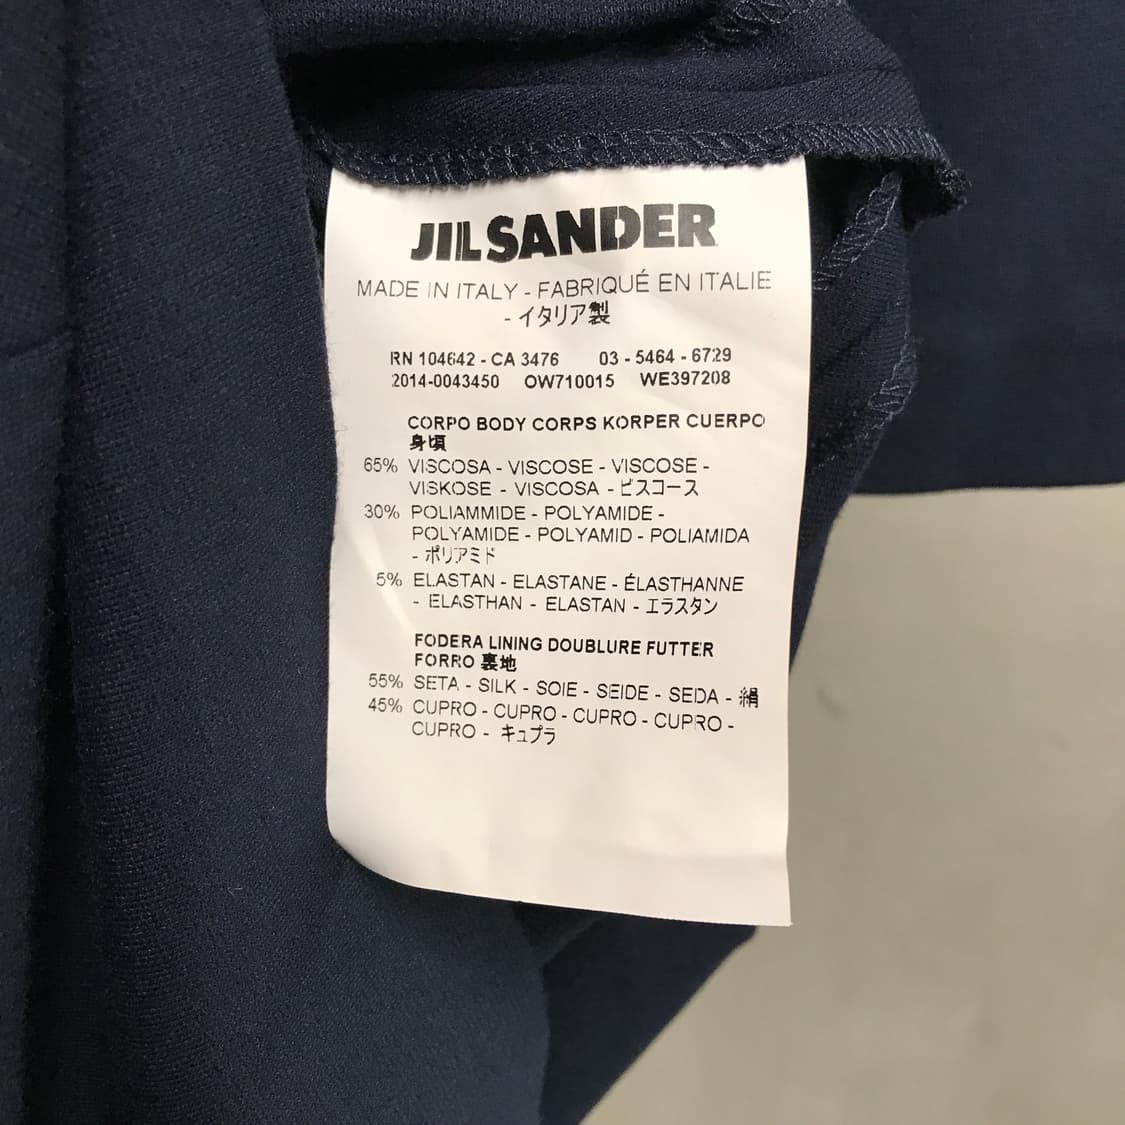 JIL SANDER
MADE IN ITALY - FABRIQUÉ EN ITALIE
- イタリア製
RN 104642 - CA 3476 03 - 5464 - 6729
2014-0043450 OW710015 WE397208
CORPO BODY CORPS KORPER CUERPO
身頃
65% VISCOSA - VISCOSE - VISCOSE -
VISKOSE - VISCOSA - ビスコース
30% POLIAMMIDE - POLYAMIDE -
POLYAMIDE - POLYAMID - POLIAMIDA
- ポリアミド
5% ELASTAN - ELASTANE - ÉLASTHANNE
- ELASTHAN - ELASTAN - エラスタン
FODERA LINING DOUBLURE FUTTER
FORRO 裏地
55% SETA - SILK - SOIE - SEIDE - SEDA - 絹
45% CUPRO - CUPRO - CUPRO - CUPRO -
CUPRO - キュプラ